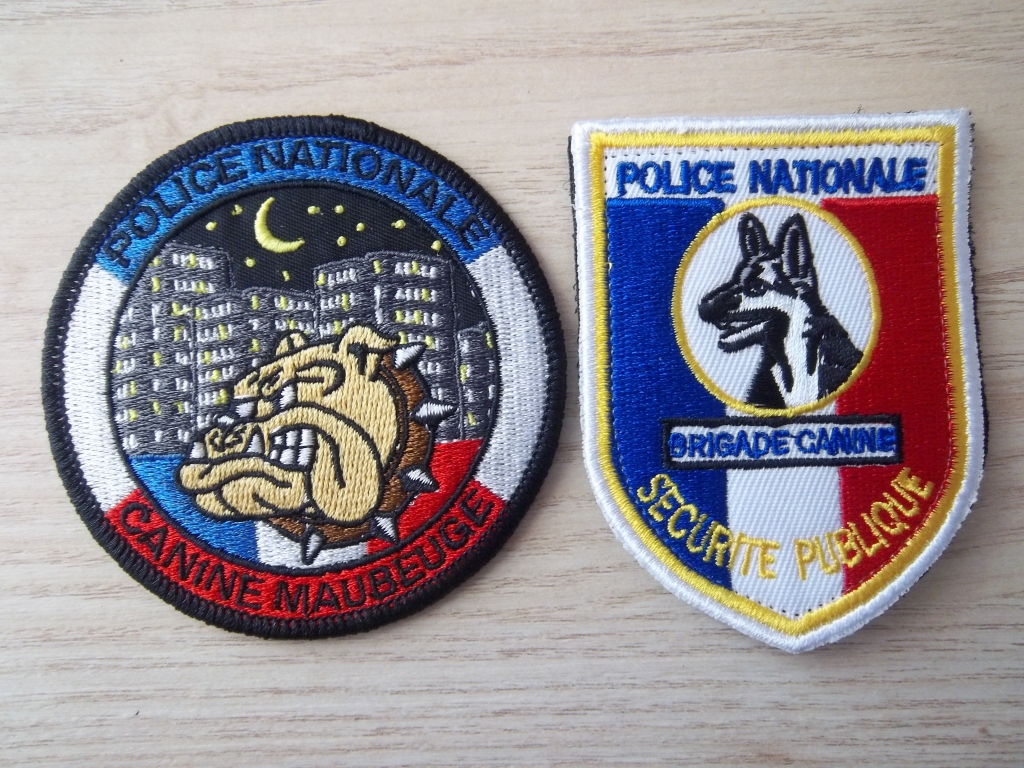 POLICE NATIONALE
CANINE MAUBEUGE
POLICE NATIONALE
BRIGADE CANINE
SECURITE PUBLIQUE